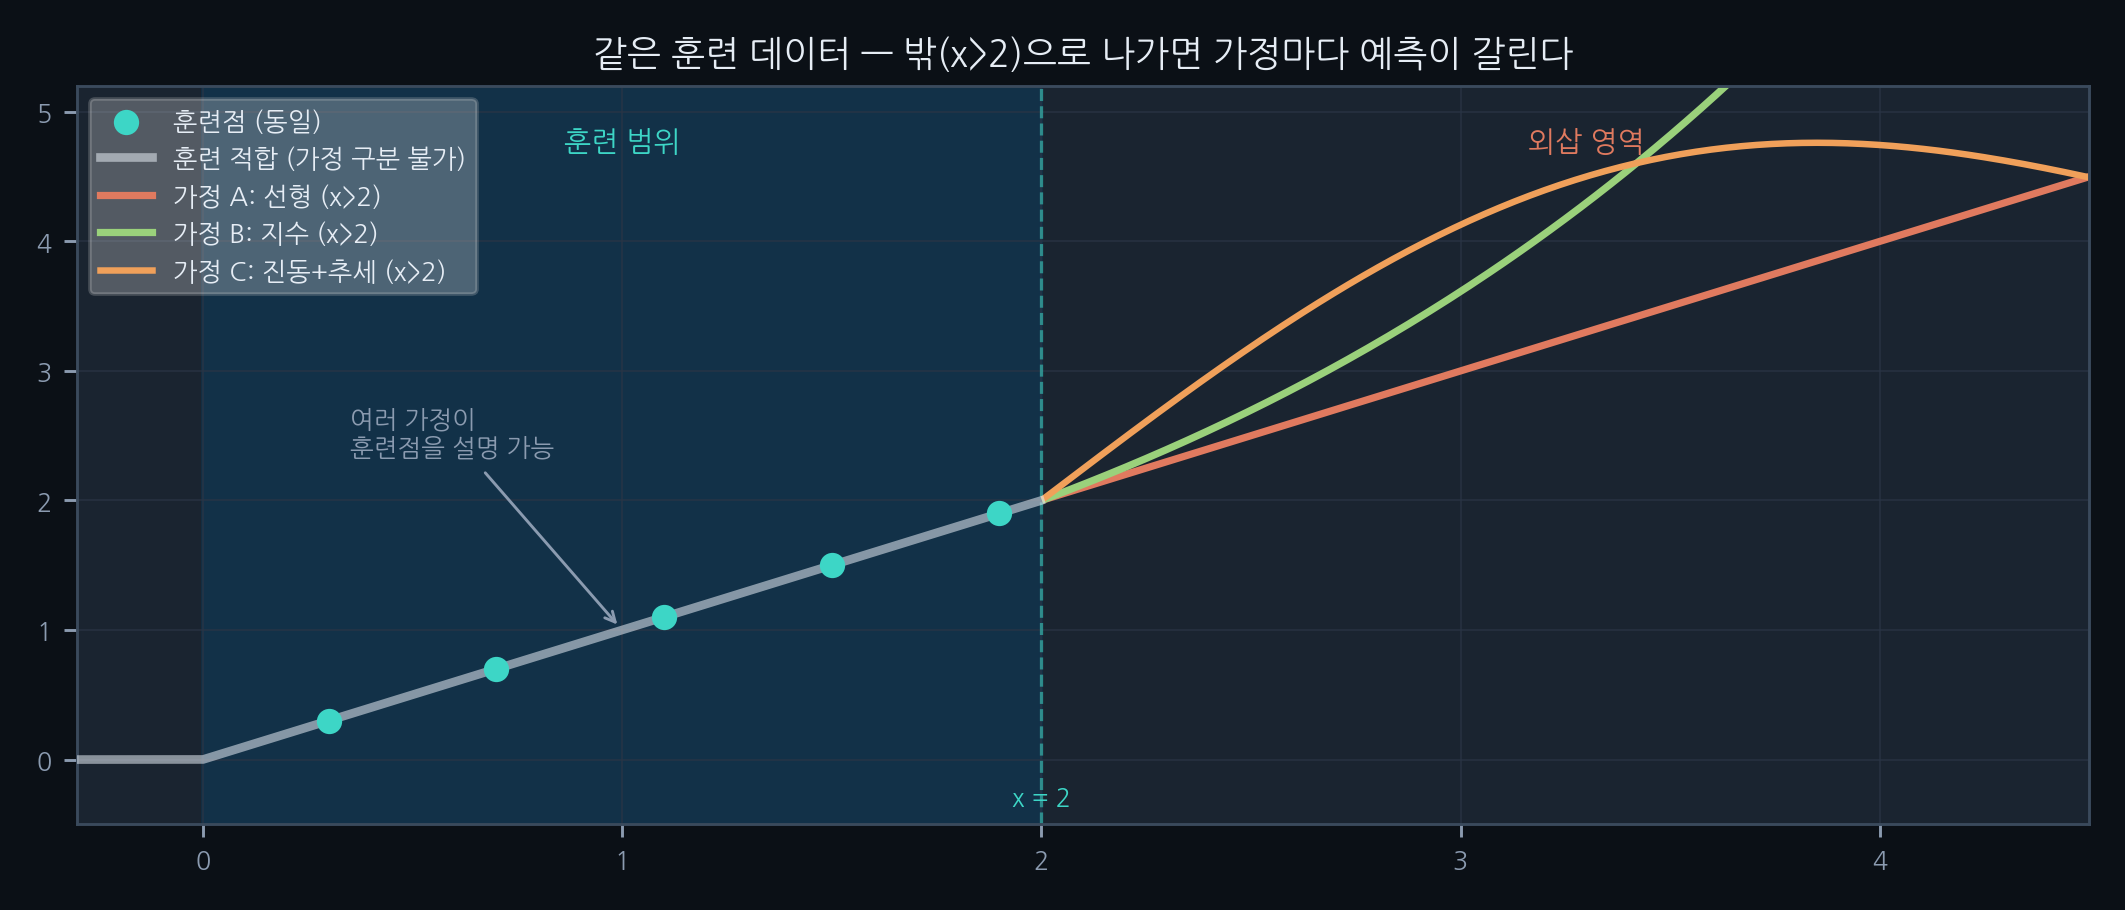 같은 훈련 데이터 — 밖(x>2)으로 나가면 가정마다 예측이 갈린다
훈련점 (동일)
훈련 적합 (가정 구분 불가)
가정 A: 선형 (x>2)
가정 B: 지수 (x>2)
가정 C: 진동+추세 (x>2)
훈련 범위
외삽 영역
여러 가정이
훈련점을 설명 가능
x = 2
5
4
3
2
1
0
0
1
2
3
4